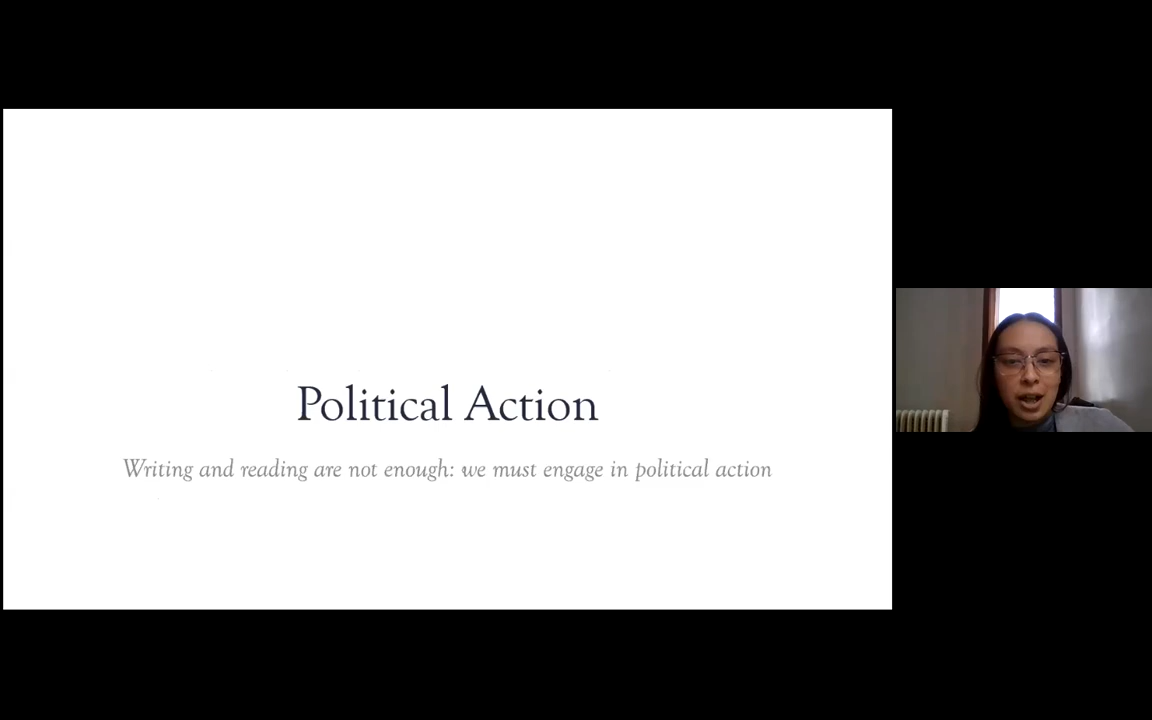 Political Action
Writing and reading are not enough: we must engage in political action